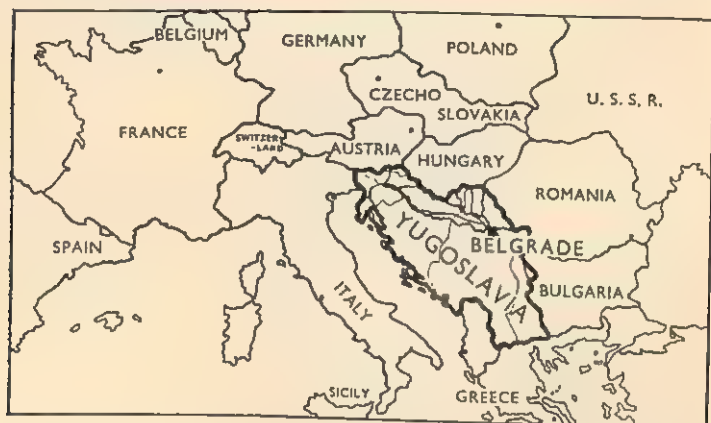 BELGIUM
GERMANY
POLAND
CZECHO
SLOVAKIA
U. S. S. R.
FRANCE
SWITZER
-LAND
AUSTRIA
HUNGARY
ROMANIA
YUGOSLAVIA
BELGRADE
SPAIN
ITALY
BULGARIA
SICILY
GREECE